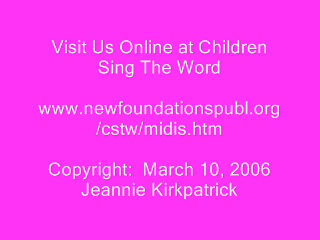 Visit Us Online at Children
Sing The Word
www.newfoundationspubl.org
/cstw/midis.htm
Copyright:  March 10, 2006
Jeannie Kirkpatrick